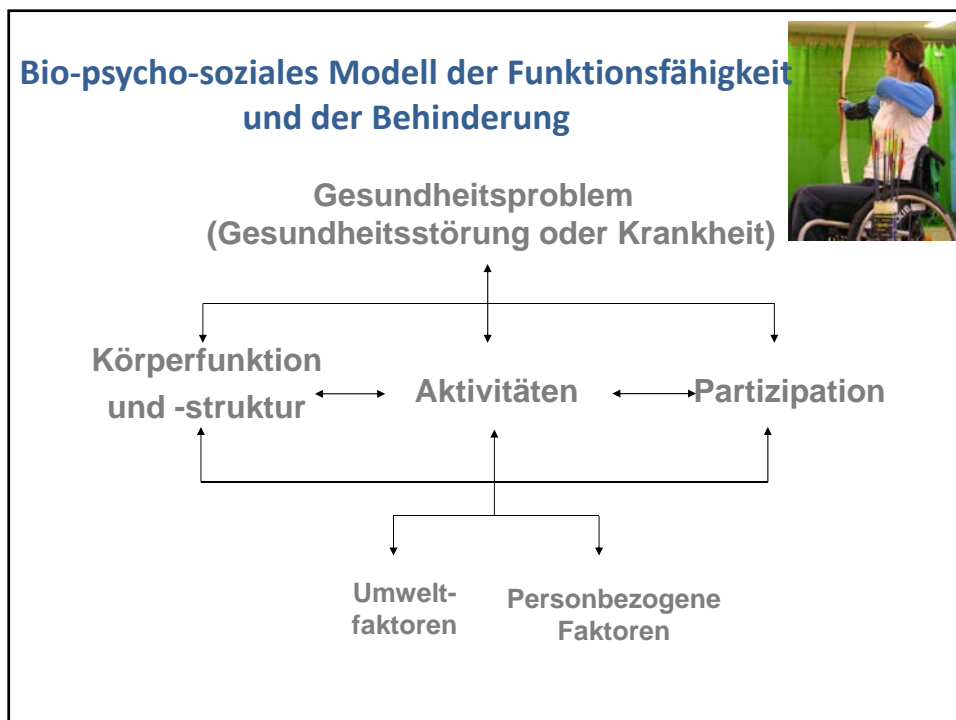 Bio-psycho-soziales Modell der Funktionsfähigkeit
und der Behinderung
Gesundheitsproblem
(Gesundheitsstörung oder Krankheit)
Körperfunktion
und -struktur
Aktivitäten
Partizipation
Umwelt-
faktoren
Personbezogene
Faktoren